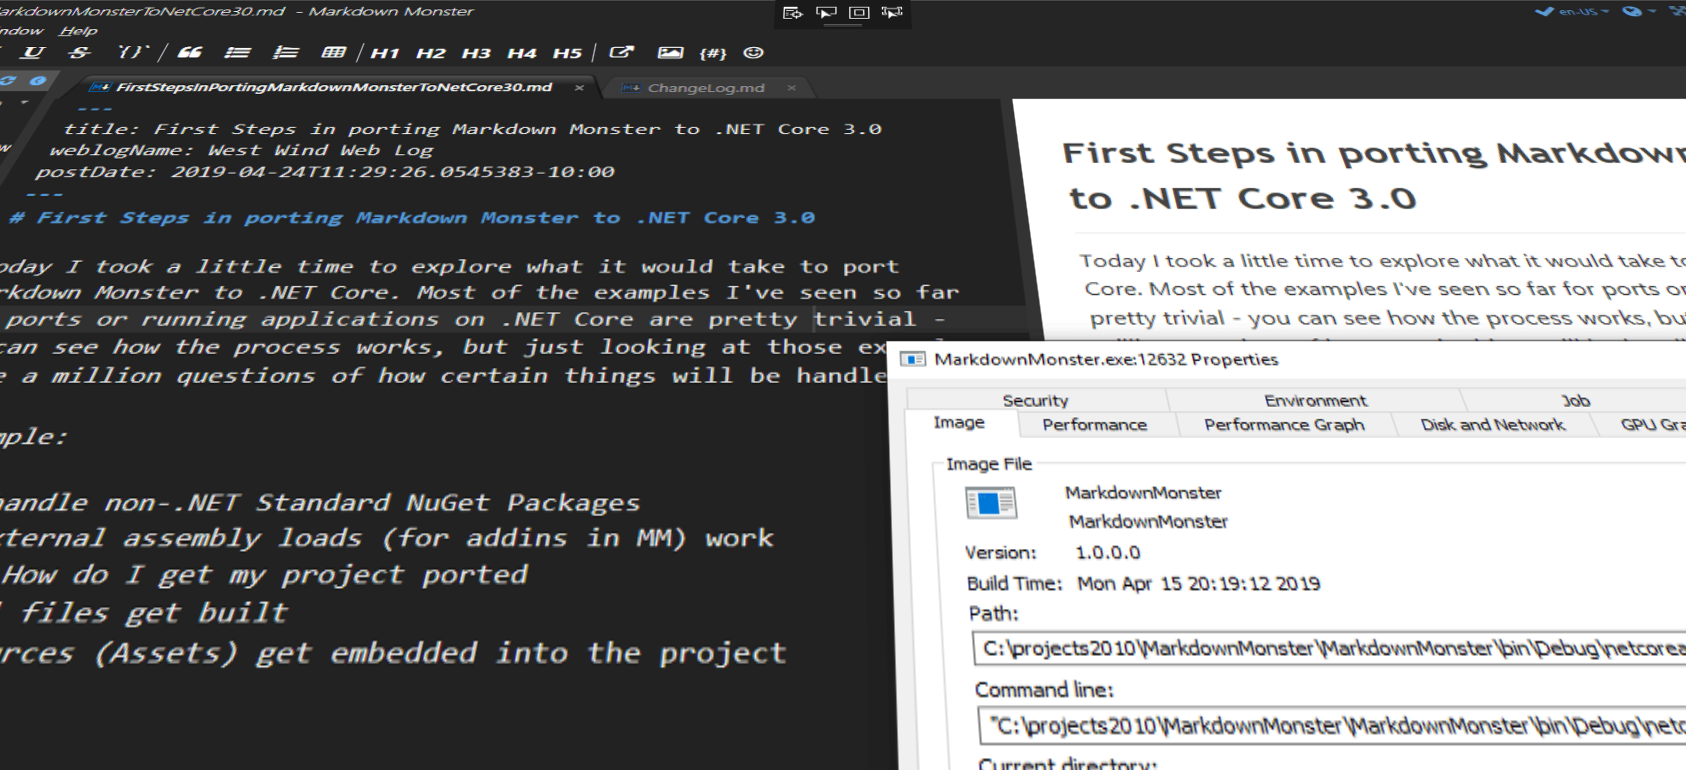 arkdownMonsterToNetCore30.md - Markdown Monster
en-US
ndow Help
U S `{}` H1 H2 H3 H4 H5 {#}
FirstStepsInPortingMarkdownMonsterToNetCore30.md × ChangeLog.md ×
---
title: First Steps in porting Markdown Monster to .NET Core 3.0
weblogName: West Wind Web Log
postDate: 2019-04-24T11:29:26.0545383-10:00
---
# First Steps in porting Markdown Monster to .NET Core 3.0
oday I took a little time to explore what it would take to port
rkdown Monster to .NET Core. Most of the examples I've seen so far
ports or running applications on .NET Core are pretty trivial -
can see how the process works, but just looking at those ex
e a million questions of how certain things will be handle
mple:
handle non-.NET Standard NuGet Packages
xternal assembly loads (for addins in MM) work
How do I get my project ported
files get built
urces (Assets) get embedded into the project
First Steps in porting Markdown
to .NET Core 3.0
Today I took a little time to explore what it would take to
Core. Most of the examples I've seen so far for ports or
pretty trivial - you can see how the process works, but
MarkdownMonster.exe:12632 Properties
Security Environment Job
Image Performance Performance Graph Disk and Network GPU Gra
Image File
MarkdownMonster
MarkdownMonster
Version: 1.0.0.0
Build Time: Mon Apr 15 20:19:12 2019
Path:
C:\projects2010\MarkdownMonster\MarkdownMonster\bin\Debug\netcorea
Command line:
"C:\projects2010\MarkdownMonster\MarkdownMonster\bin\Debug\netc
Current directory: